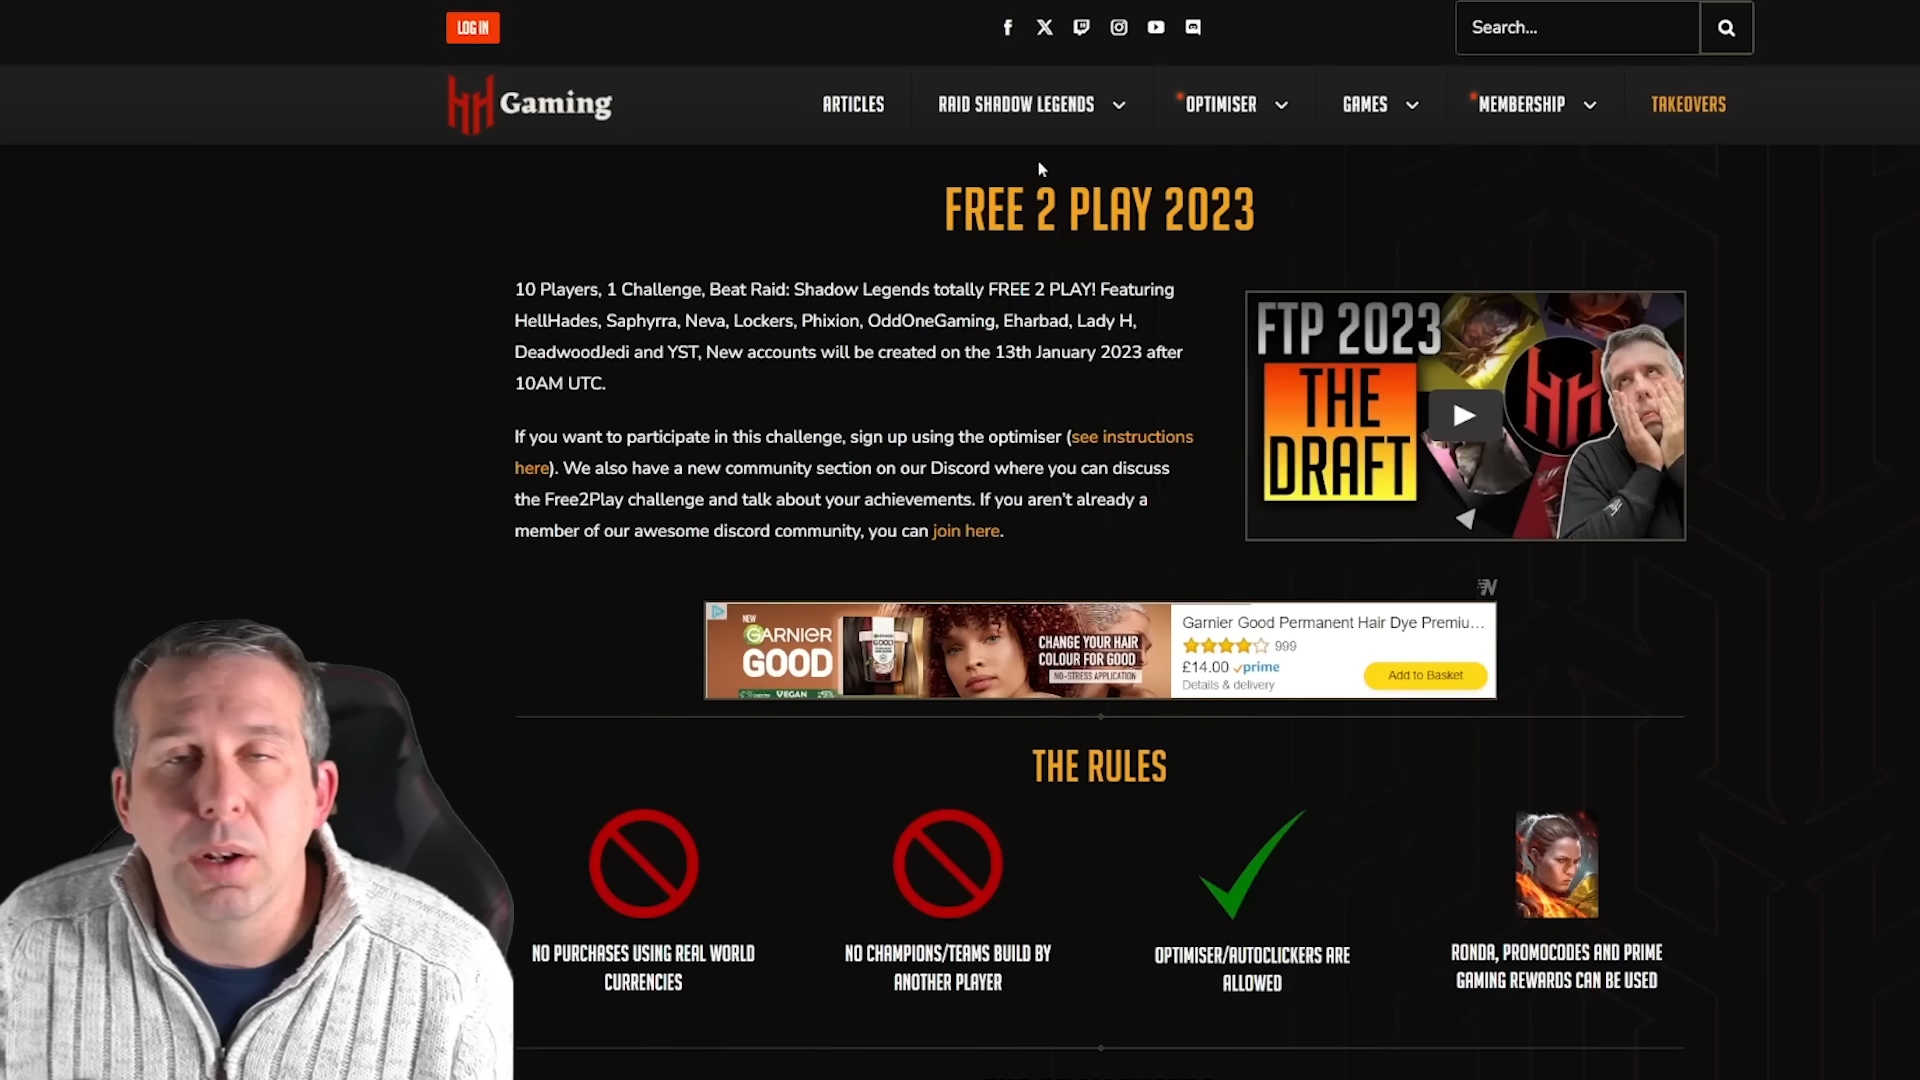 LOG IN
Search...
HH Gaming
ARTICLES
RAID SHADOW LEGENDS
OPTIMISER
GAMES
MEMBERSHIP
TAKEOVERS
FREE 2 PLAY 2023
10 Players, 1 Challenge, Beat Raid: Shadow Legends totally FREE 2 PLAY! Featuring
HellHades, Saphyrra, Neva, Lockers, Phixion, OddOneGaming, Eharbad, Lady H,
DeadwoodJedi and YST, New accounts will be created on the 13th January 2023 after
10AM UTC.
If you want to participate in this challenge, sign up using the optimiser (see instructions
here). We also have a new community section on our Discord where you can discuss
the Free2Play challenge and talk about your achievements. If you aren't already a
member of our awesome discord community, you can join here.
FTP 2023
THE
DRAFT
NEW
GARNIER
GOOD
VEGAN
CHANGE YOUR HAIR
COLOUR FOR GOOD
NO-STRESS APPLICATION
Garnier Good Permanent Hair Dye Premiu...
999
£14.00 prime
Details & delivery
Add to Basket
THE RULES
NO PURCHASES USING REAL WORLD
CURRENCIES
NO CHAMPIONS/TEAMS BUILD BY
ANOTHER PLAYER
OPTIMISER/AUTOCLICKERS ARE
ALLOWED
RONDA, PROMOCODES AND PRIME
GAMING REWARDS CAN BE USED